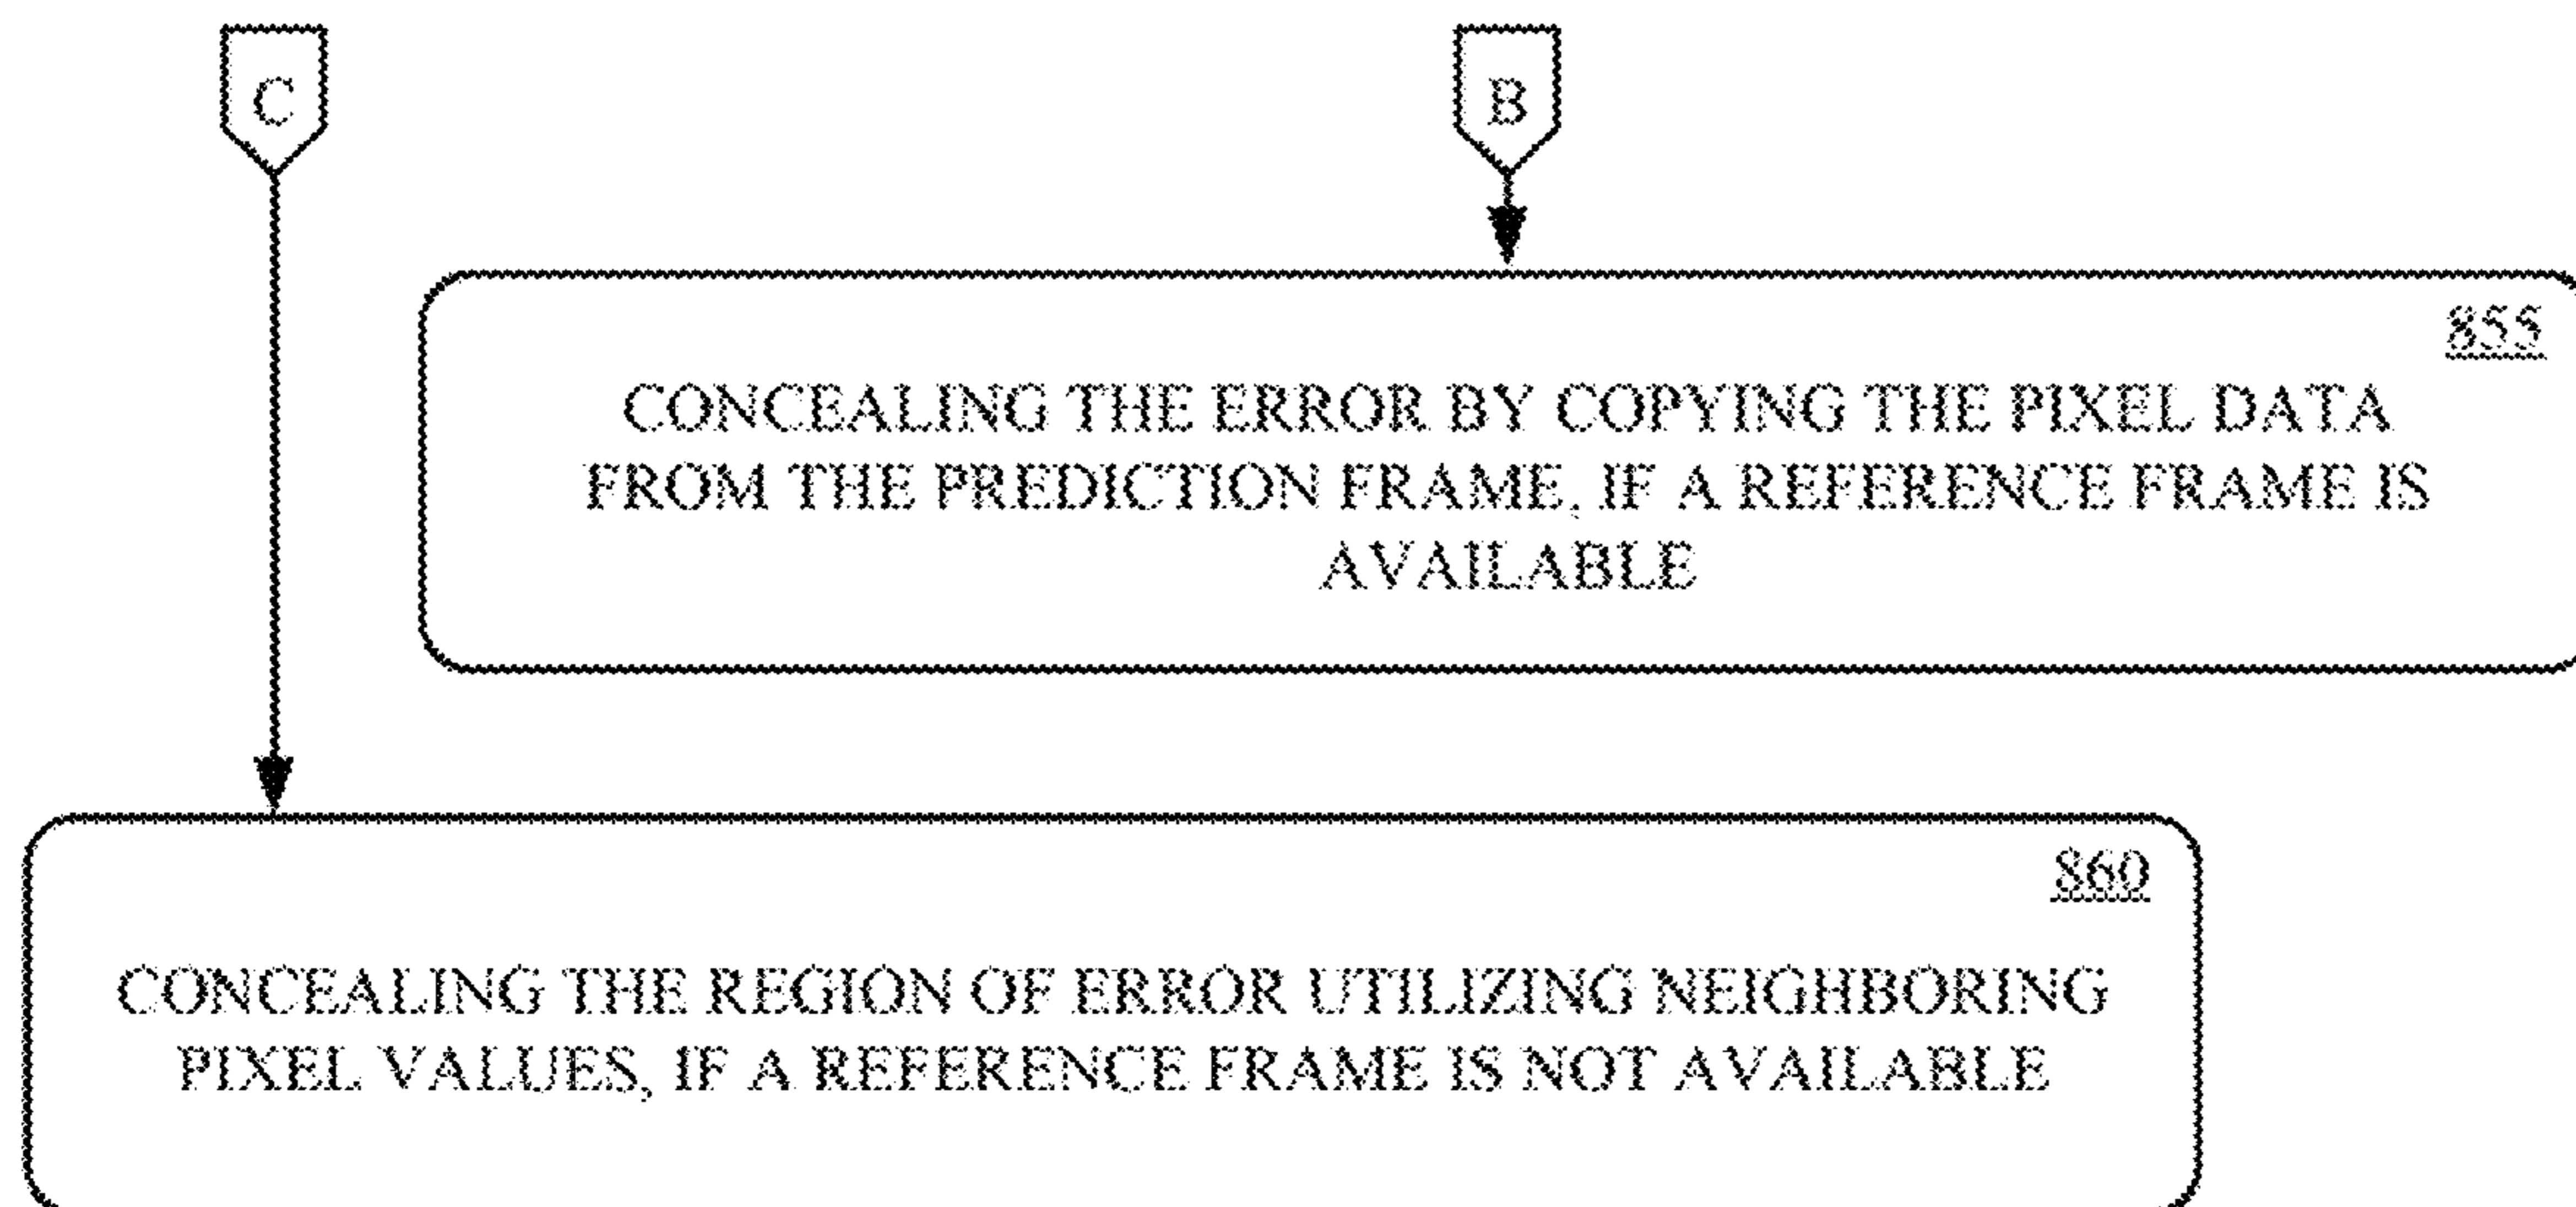 C
B
855
CONCEALING THE ERROR BY COPYING THE PIXEL DATA
FROM THE PREDICTION FRAME, IF A REFERENCE FRAME IS
AVAILABLE
860
CONCEALING THE REGION OF ERROR UTILIZING NEIGHBORING
PIXEL VALUES, IF A REFERENCE FRAME IS NOT AVAILABLE